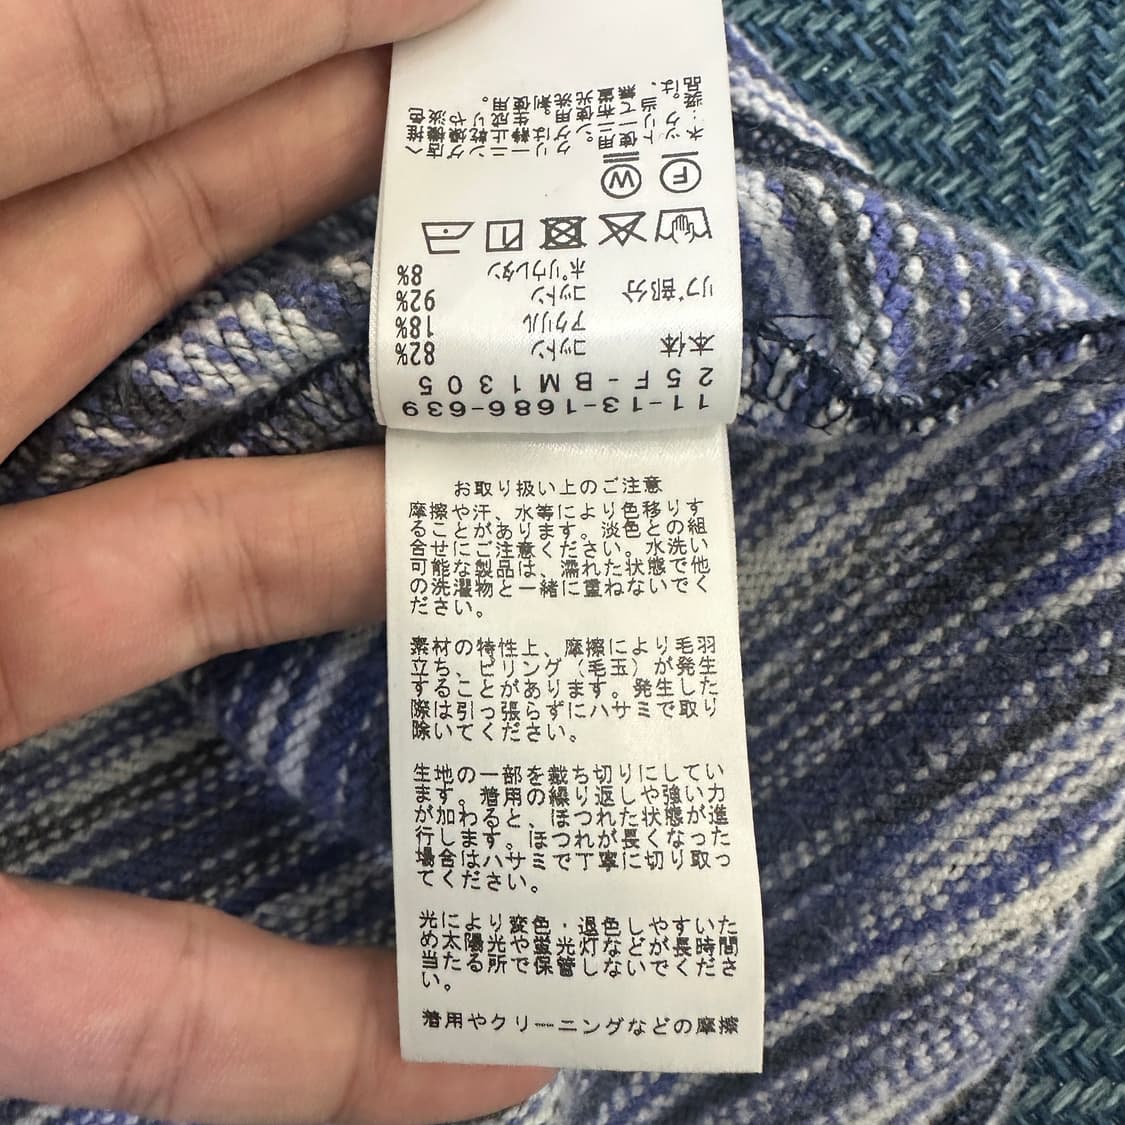 11-13-1686-639
25F-BM1305
本体 コットン 82%
アクリル 18%
リブ部分 コットン 92%
ポリウレタン 8%
F W
お取り扱い上のご注意
摩擦や汗、水等により色移りす
ることがあります。淡色との組
合せにご注意ください。水洗い
可能な製品は、濡れた状態で他
の洗濯物と一緒に重ねないでく
ださい。
素材の特性上、摩擦により毛羽
立ち、ピリング（毛玉）が発生
することがあります。発生した
際は引っ張らずにハサミで取り
除いてください。
生地の一部を裁ち切りにしてい
ます。着用の繰り返しや強い力
が加わると、ほつれた状態が進
行します。ほつれが長くなった
場合はハサミで丁寧に切り取っ
てください。
光により変色・退色しやすいた
め太陽光や蛍光灯などが長時間
当たる所で保管しないでくださ
い。
着用やクリーニングなどの摩擦